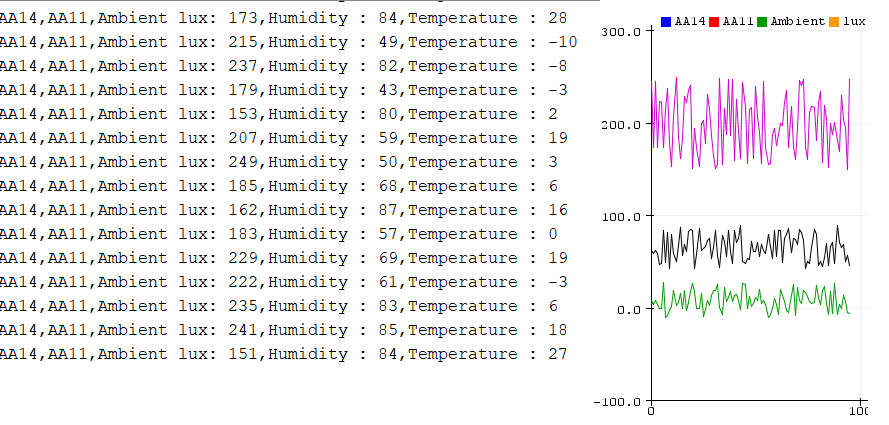 AA14,AA11,Ambient lux: 173,Humidity : 84,Temperature : 28
AA14,AA11,Ambient lux: 215,Humidity : 49,Temperature : -10
AA14,AA11,Ambient lux: 237,Humidity : 82,Temperature : -8
AA14,AA11,Ambient lux: 179,Humidity : 43,Temperature : -3
AA14,AA11,Ambient lux: 153,Humidity : 80,Temperature : 2
AA14,AA11,Ambient lux: 207,Humidity : 59,Temperature : 19
AA14,AA11,Ambient lux: 249,Humidity : 50,Temperature : 3
AA14,AA11,Ambient lux: 185,Humidity : 68,Temperature : 6
AA14,AA11,Ambient lux: 162,Humidity : 87,Temperature : 16
AA14,AA11,Ambient lux: 183,Humidity : 57,Temperature : 0
AA14,AA11,Ambient lux: 229,Humidity : 69,Temperature : 19
AA14,AA11,Ambient lux: 222,Humidity : 61,Temperature : -3
AA14,AA11,Ambient lux: 235,Humidity : 83,Temperature : 6
AA14,AA11,Ambient lux: 241,Humidity : 85,Temperature : 18
AA14,AA11,Ambient lux: 151,Humidity : 84,Temperature : 27
AA14 AA11 Ambient lux
300.0
200.0
100.0
0.0
-100.0
0 100